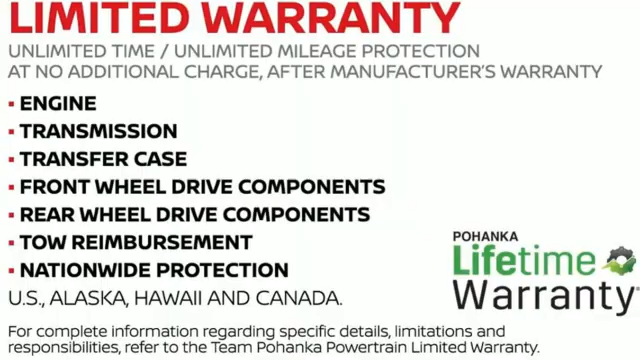 LIMITED WARRANTY
UNLIMITED TIME / UNLIMITED MILEAGE PROTECTION
AT NO ADDITIONAL CHARGE, AFTER MANUFACTURER'S WARRANTY
▪ ENGINE
▪ TRANSMISSION
▪ TRANSFER CASE
▪ FRONT WHEEL DRIVE COMPONENTS
▪ REAR WHEEL DRIVE COMPONENTS
▪ TOW REIMBURSEMENT
▪ NATIONWIDE PROTECTION
U.S., ALASKA, HAWAII AND CANADA.
POHANKA
Lifetime
Warranty
For complete information regarding specific details, limitations and
responsibilities, refer to the Team Pohanka Powertrain Limited Warranty.